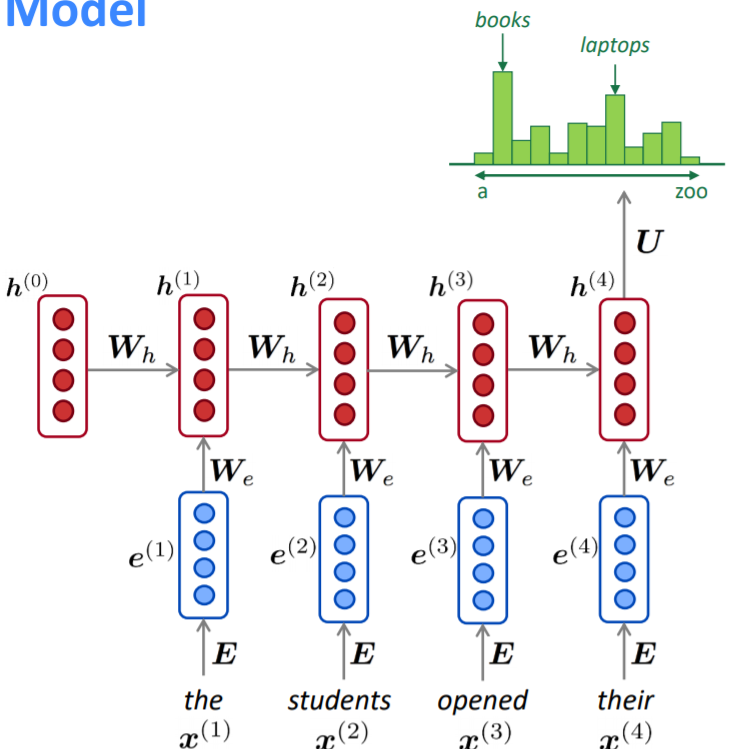 Model
books
laptops
a zoo
U
h(0) h(1) h(2) h(3) h(4)
Wh Wh Wh Wh
We We We We
e(1) e(2) e(3) e(4)
E E E E
the students opened their
x(1) x(2) x(3) x(4)